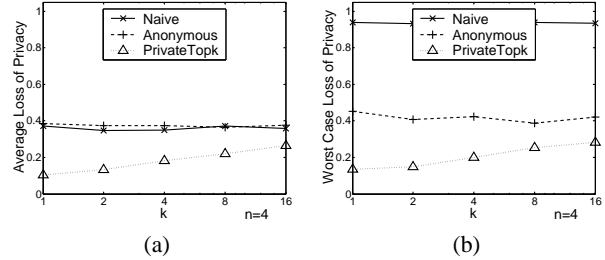 Average Loss of Privacy
1
0.8
0.6
0.4
0.2
0
Naive
Anonymous
PrivateTopk
1 2 4 8 16
k
n=4
(a)
Worst Case Loss of Privacy
1
0.8
0.6
0.4
0.2
0
Naive
Anonymous
PrivateTopk
1 2 4 8 16
k
n=4
(b)